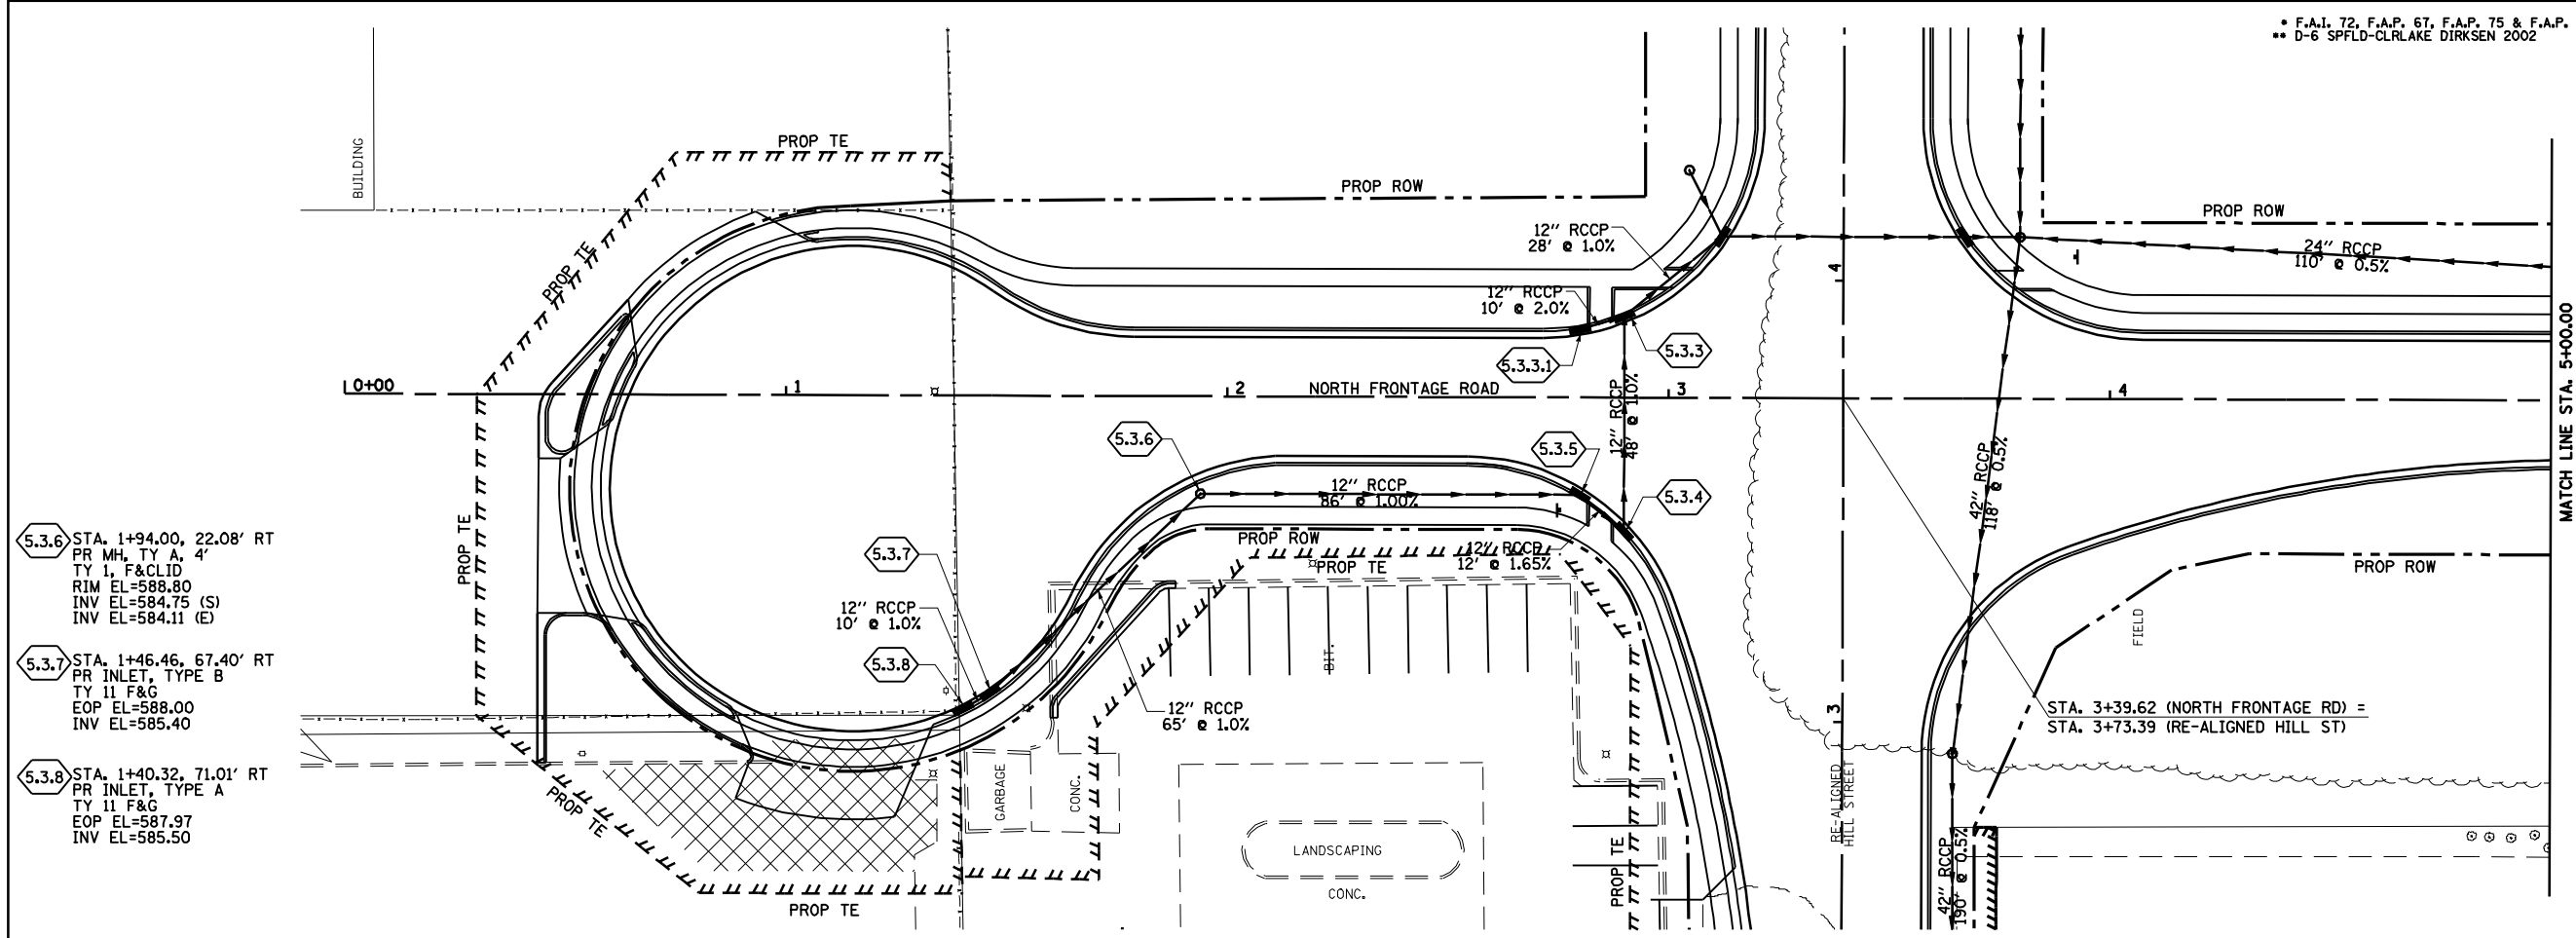 * F.A.I. 72, F.A.P. 67, F.A.P. 75 & F.A.P.
** D-6 SPFLD-CLRLAKE DIRKSEN 2002
BUILDING
PROP TE
PROP ROW
PROP ROW
PROP TE
12" RCCP
28' @ 1.0%
24" RCCP
110' @ 0.5%
12" RCCP
10' @ 2.0%
4
5.3.3.1
5.3.3
MATCH LINE STA. 5+00.00
0+00
1
2
NORTH FRONTAGE ROAD
3
4
12" RCCP
48' @ 1.0%
5.3.6
5.3.5
5.3.4
12" RCCP
86' @ 1.00%
42" RCCP
118' @ 0.5%
PROP ROW
12" RCCP
12' @ 1.65%
PROP TE
PROP ROW
PROP TE
5.3.7
12" RCCP
10' @ 1.0%
5.3.8
BIT.
FIELD
12" RCCP
65' @ 1.0%
3
STA. 3+39.62 (NORTH FRONTAGE RD) =
STA. 3+73.39 (RE-ALIGNED HILL ST)
5.3.6 STA. 1+94.00, 22.08' RT
PR MH, TY A, 4'
TY 1, F&CLID
RIM EL=588.80
INV EL=584.75 (S)
INV EL=584.11 (E)
5.3.7 STA. 1+46.46, 67.40' RT
PR INLET, TYPE B
TY 11 F&G
EOP EL=588.00
INV EL=585.40
5.3.8 STA. 1+40.32, 71.01' RT
PR INLET, TYPE A
TY 11 F&G
EOP EL=587.97
INV EL=585.50
PROP TE
GARBAGE
CONC.
RE-ALIGNED
HILL STREET
LANDSCAPING
CONC.
PROP TE
PROP TE
42" RCCP
190' @ 0.5%